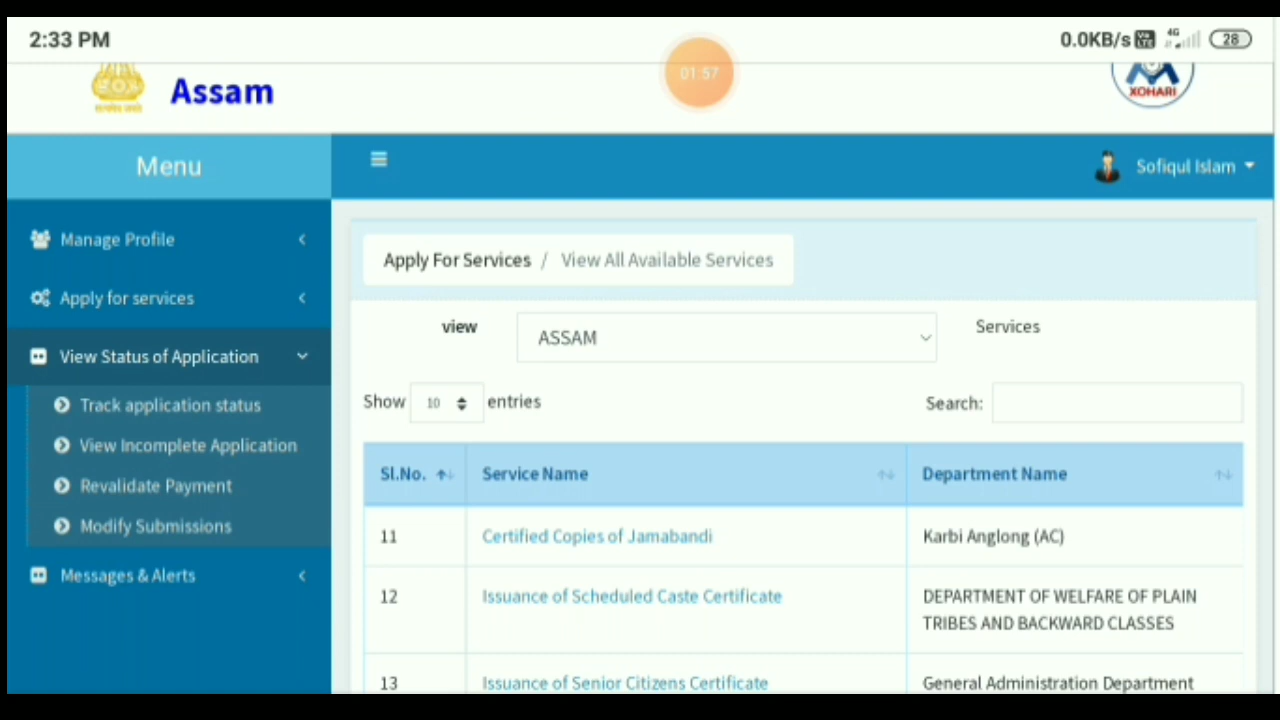 2:33 PM
0.0KB/s
4G
28
Assam
01:57
XOHARI
Menu
Sofiqul Islam
Manage Profile
Apply for services
View Status of Application
Track application status
View Incomplete Application
Revalidate Payment
Modify Submissions
Messages & Alerts
Apply For Services / View All Available Services
view ASSAM Services
Show 10 entries
Search:
Sl.No. Service Name Department Name
11 Certified Copies of Jamabandi Karbi Anglong (AC)
12 Issuance of Scheduled Caste Certificate DEPARTMENT OF WELFARE OF PLAIN
TRIBES AND BACKWARD CLASSES
13 Issuance of Senior Citizens Certificate General Administration Department